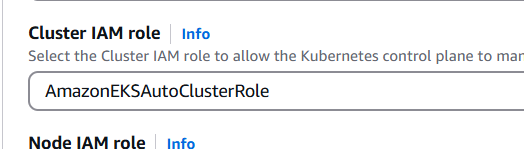 Cluster IAM role Info
Select the Cluster IAM role to allow the Kubernetes control plane to
AmazonEKSAutoClusterRole
Node IAM role Info